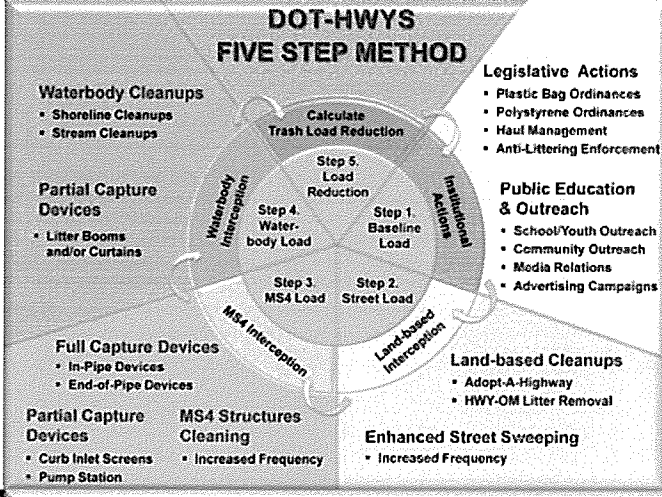 DOT-HWYS
FIVE STEP METHOD
Legislative Actions
▪ Plastic Bag Ordinances
▪ Polystyrene Ordinances
▪ Haul Management
▪ Anti-Littering Enforcement
Public Education
& Outreach
▪ School/Youth Outreach
▪ Community Outreach
▪ Media Relations
▪ Advertising Campaigns
Land-based Cleanups
▪ Adopt-A-Highway
▪ HWY-OM Litter Removal
Enhanced Street Sweeping
▪ Increased Frequency
Full Capture Devices
▪ In-Pipe Devices
▪ End-of-Pipe Devices
Partial Capture
Devices
▪ Curb Inlet Screens
▪ Pump Station
MS4 Structures
Cleaning
▪ Increased Frequency
Waterbody Cleanups
▪ Shoreline Cleanups
▪ Stream Cleanups
Partial Capture
Devices
▪ Litter Booms
and/or Curtains
Calculate
Trash Load Reduction
Institutional
Actions
Land-based
Interception
MS4 Interception
Waterbody
Interception
Step 1.
Baseline
Load
Step 2.
Street Load
Step 3.
MS4 Load
Step 4.
Water-
body Load
Step 5.
Load
Reduction